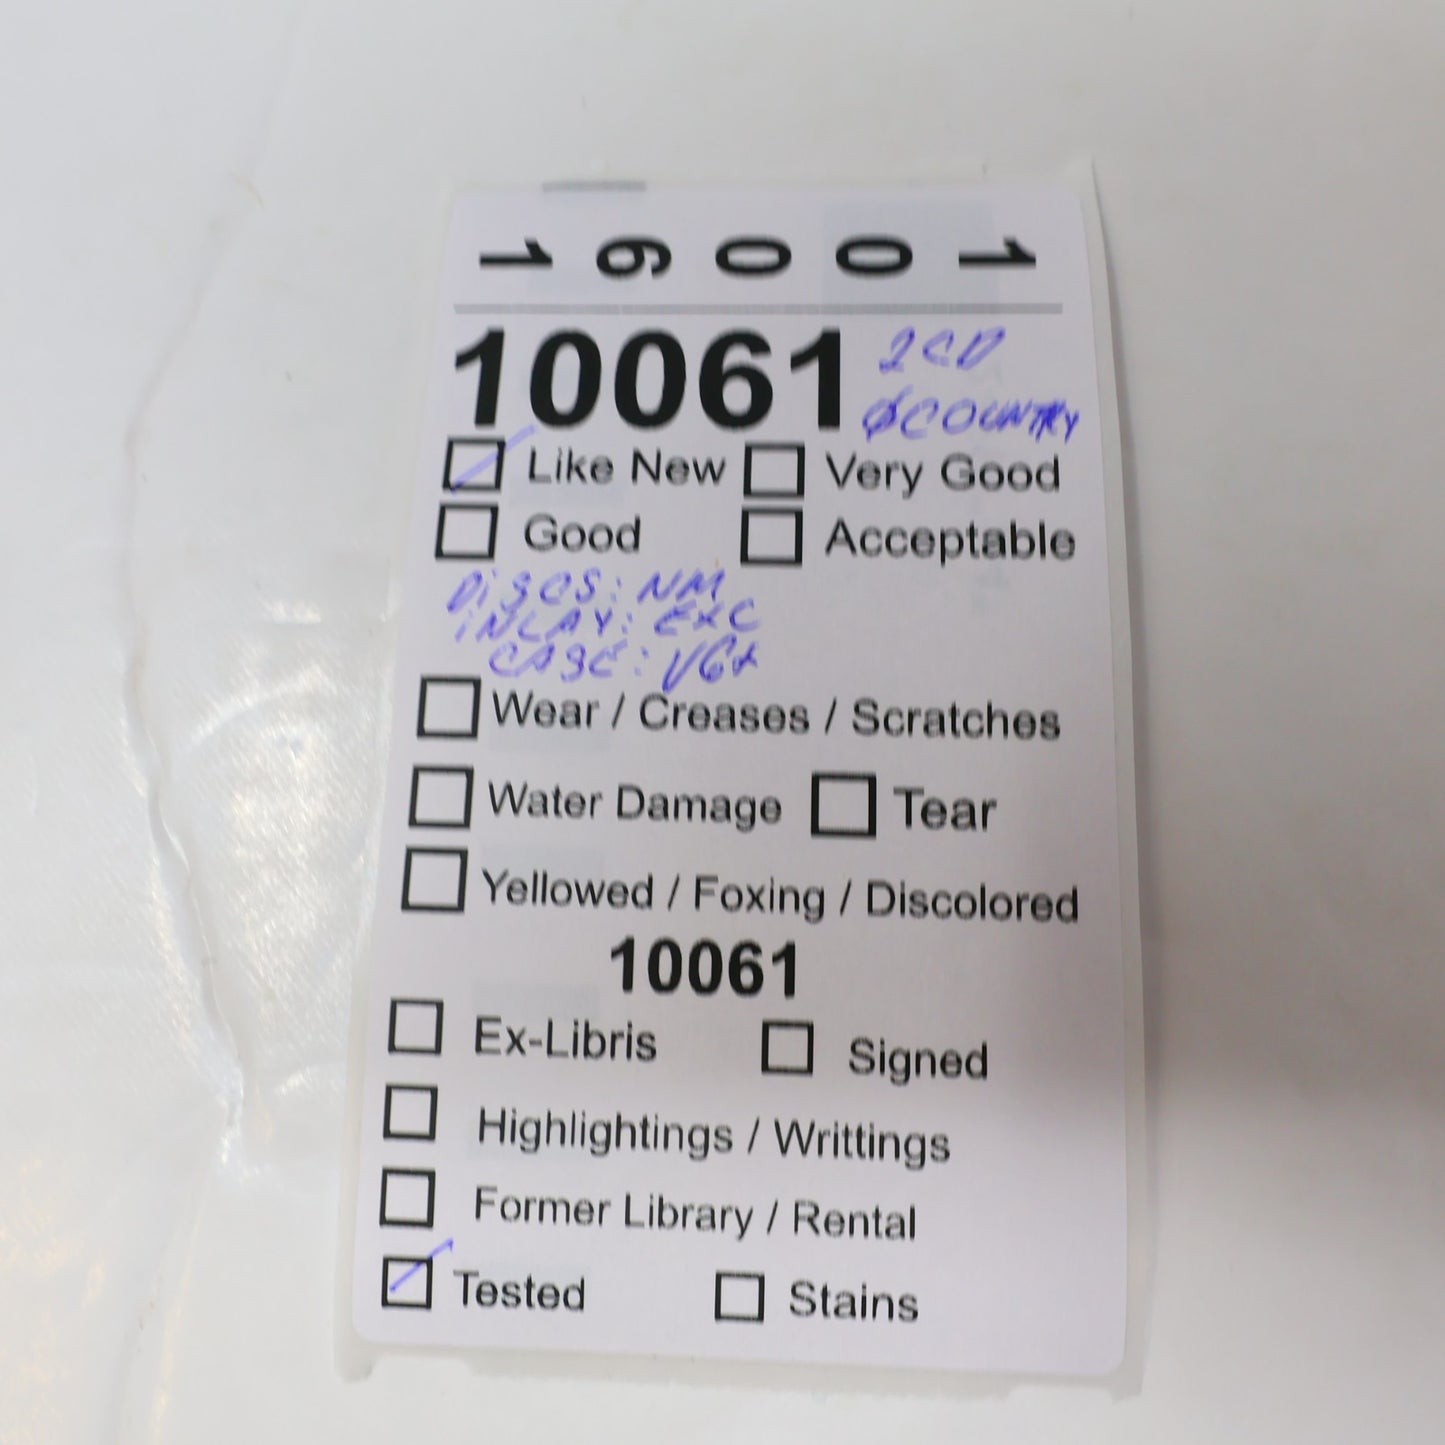 10061
10061 2CD
COUNTRY
Like New Very Good
Good Acceptable
DiSCS: NM
iNLAY: EXC
CASE: VG+
Wear / Creases / Scratches
Water Damage Tear
Yellowed / Foxing / Discolored
10061
Ex-Libris Signed
Highlightings / Writtings
Former Library / Rental
Tested Stains